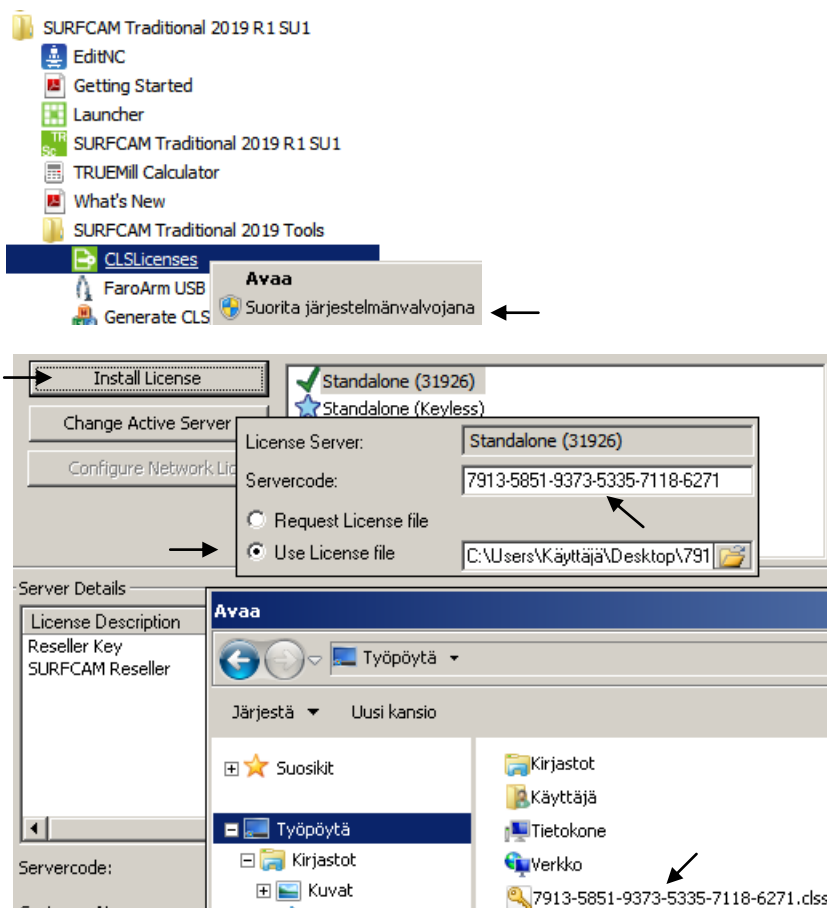 SURFCAM Traditional 2019 R1 SU1
EditNC
Getting Started
Launcher
SURFCAM Traditional 2019 R1 SU1
TRUEMill Calculator
What's New
SURFCAM Traditional 2019 Tools
CLSLicenses
Avaa
FaroArm USB
Suorita järjestelmänvalvojana
Generate CLS
Install License
Standalone (31926)
Standalone (Keyless)
Change Active Server
License Server:
Standalone (31926)
Configure Network Lic
Servercode:
7913-5851-9373-5335-7118-6271
Request License file
Use License file
C:\Users\Käyttäjä\Desktop\791
Server Details
License Description
Reseller Key
SURFCAM Reseller
Avaa
Työpöytä
Järjestä
Uusi kansio
Suosikit
Kirjastot
Käyttäjä
Työpöytä
Tietokone
Kirjastot
Verkko
Servercode:
Kuvat
7913-5851-9373-5335-7118-6271.clss